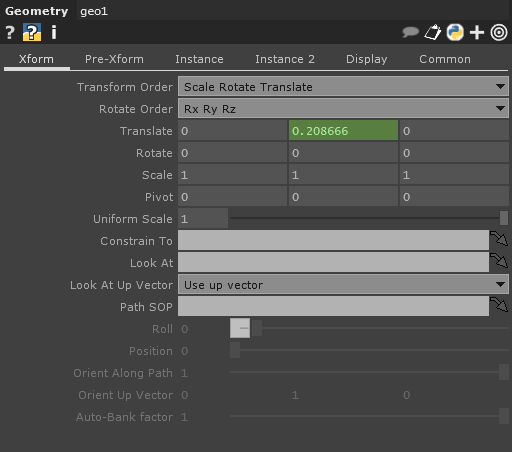 Geometry geo1
? ? i
Xform Pre-Xform Instance Instance 2 Display Common
Transform Order Scale Rotate Translate
Rotate Order Rx Ry Rz
Translate 0 0.208666 0
Rotate 0 0 0
Scale 1 1 1
Pivot 0 0 0
Uniform Scale 1
Constrain To
Look At
Look At Up Vector Use up vector
Path SOP
Roll 0
Position 0
Orient Along Path 1
Orient Up Vector 0 1 0
Auto-Bank factor 1